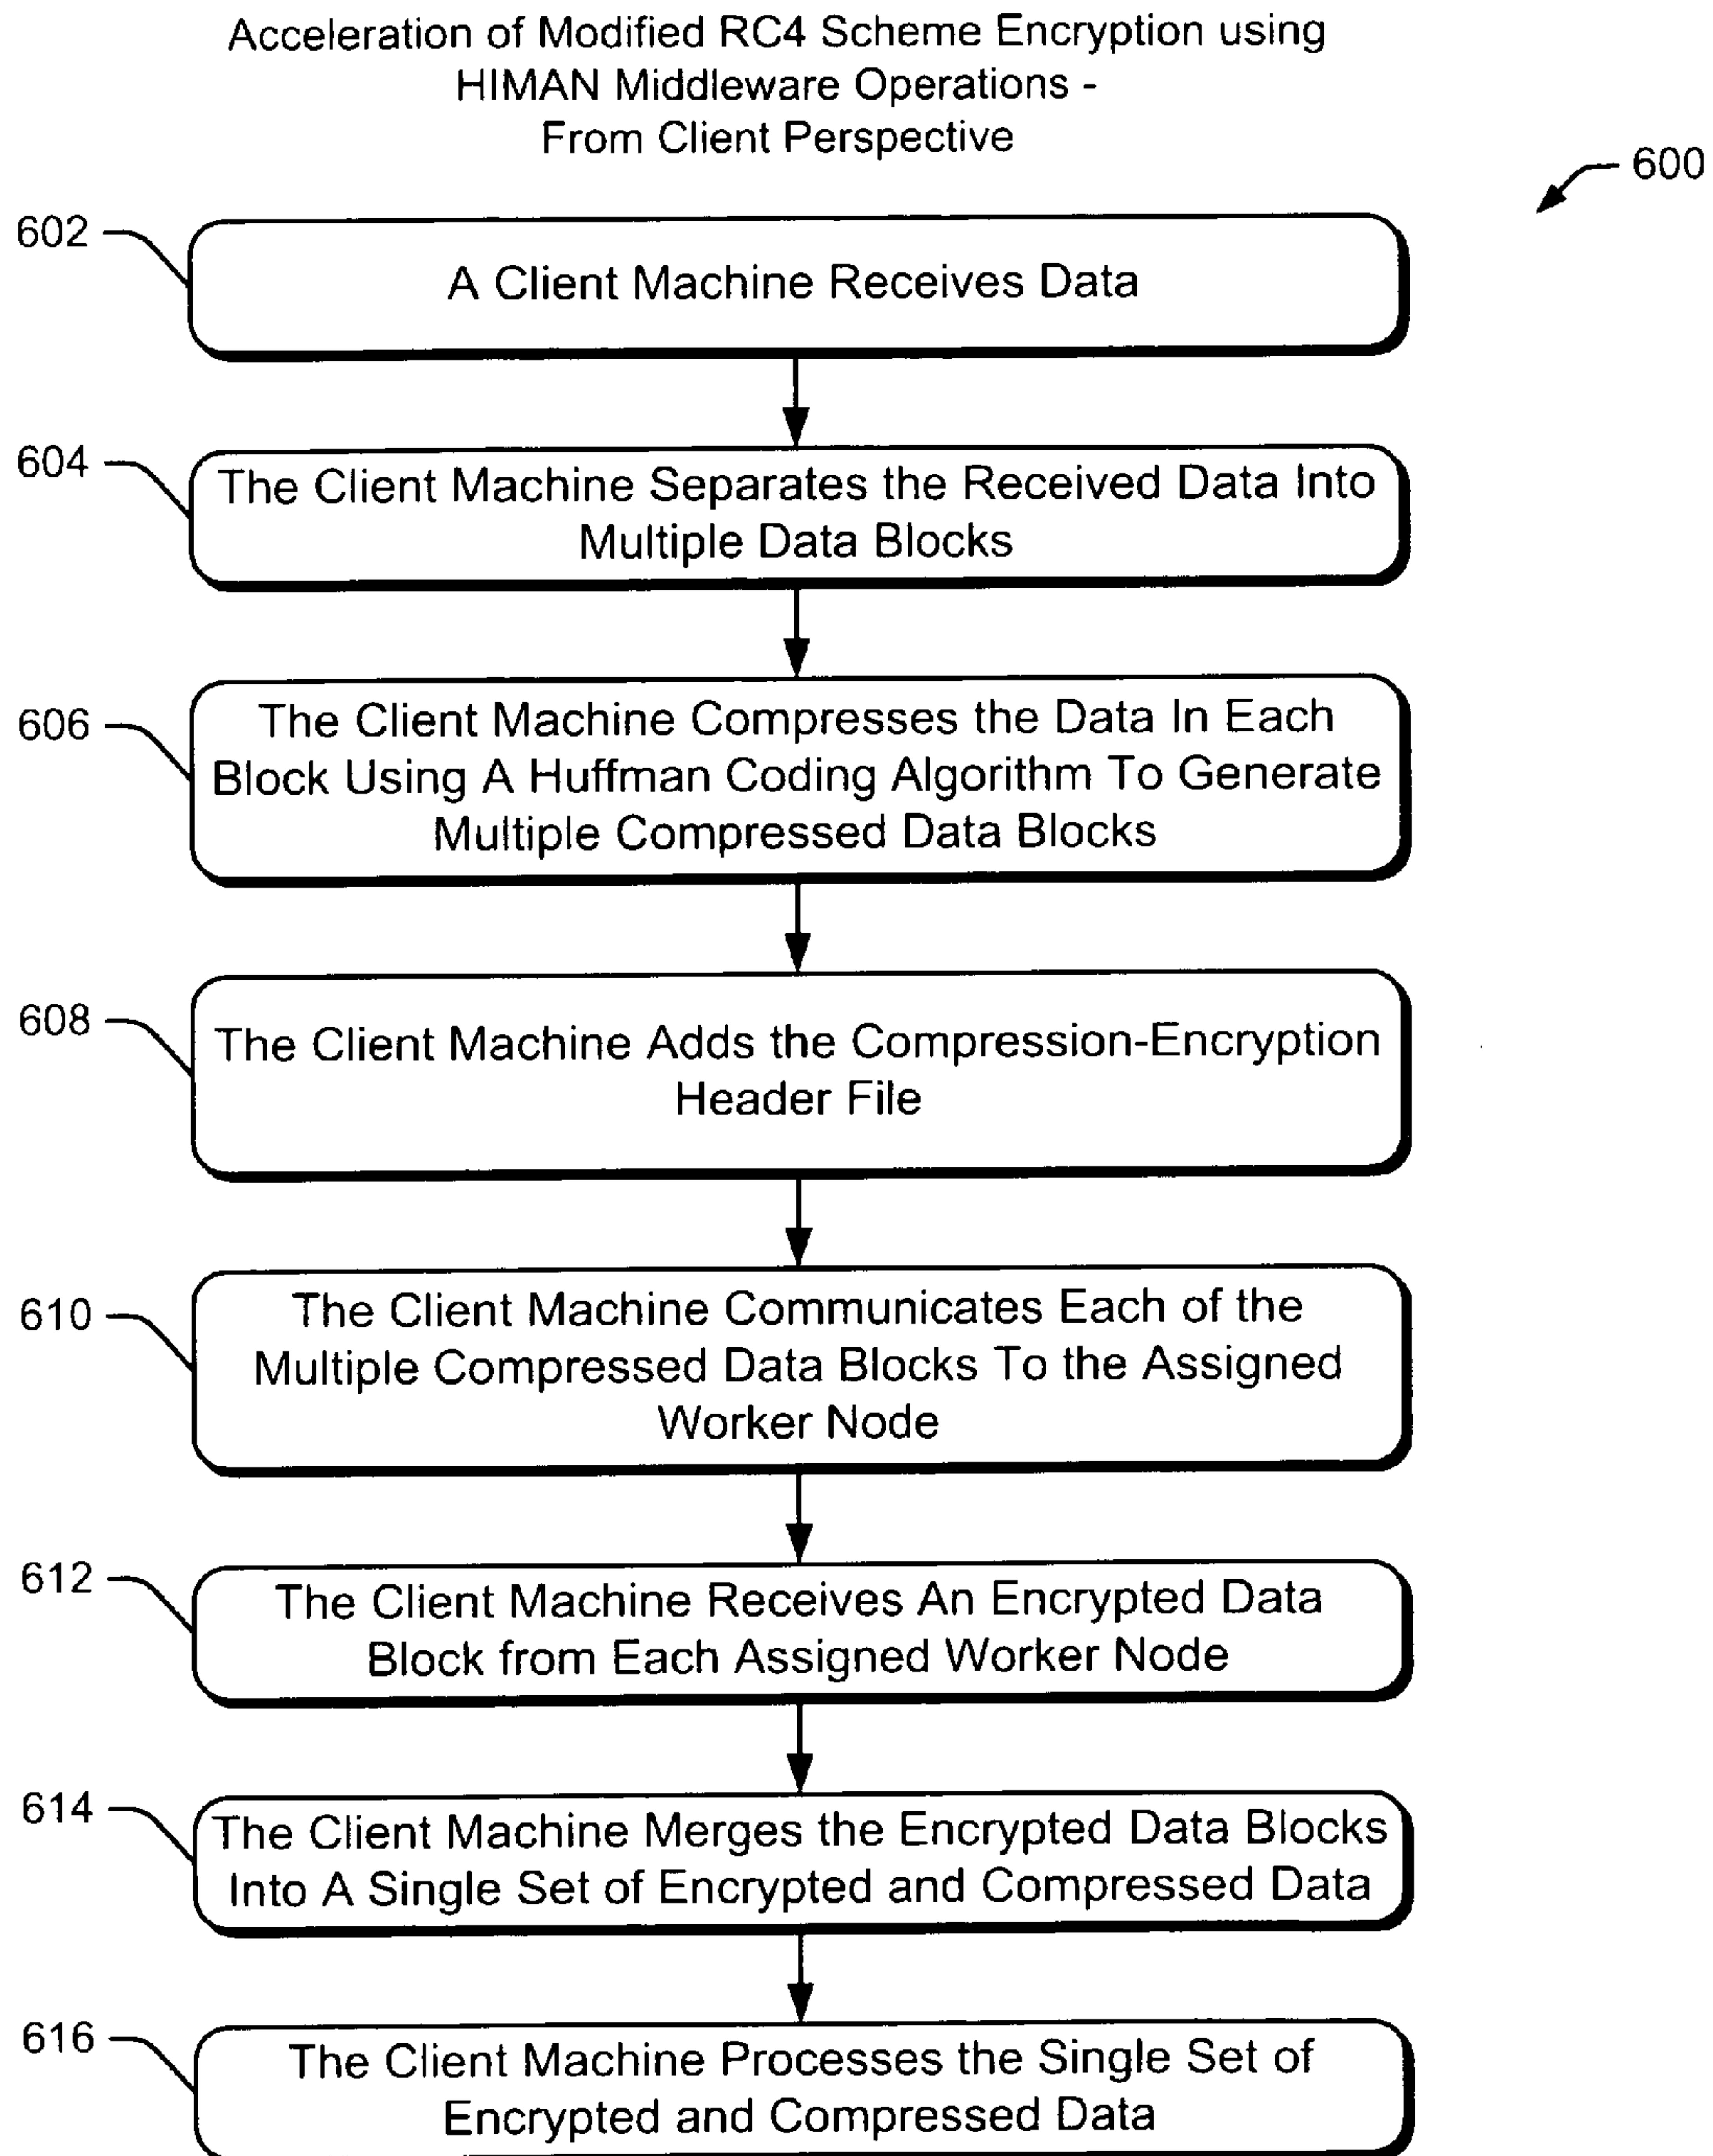 Acceleration of Modified RC4 Scheme Encryption using
HIMAN Middleware Operations -
From Client Perspective
600
602
A Client Machine Receives Data
604
The Client Machine Separates the Received Data Into
Multiple Data Blocks
606
The Client Machine Compresses the Data In Each
Block Using A Huffman Coding Algorithm To Generate
Multiple Compressed Data Blocks
608
The Client Machine Adds the Compression-Encryption
Header File
610
The Client Machine Communicates Each of the
Multiple Compressed Data Blocks To the Assigned
Worker Node
612
The Client Machine Receives An Encrypted Data
Block from Each Assigned Worker Node
614
The Client Machine Merges the Encrypted Data Blocks
Into A Single Set of Encrypted and Compressed Data
616
The Client Machine Processes the Single Set of
Encrypted and Compressed Data